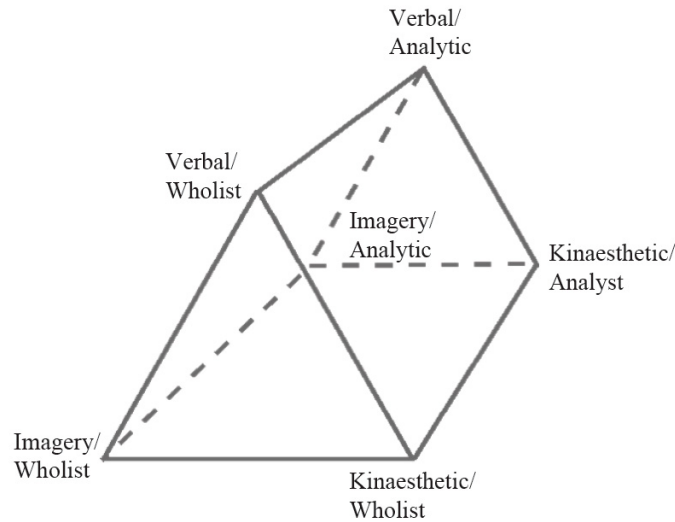 Verbal/
Analytic
Verbal/
Wholist
Imagery/
Analytic
Kinaesthetic/
Analyst
Imagery/
Wholist
Kinaesthetic/
Wholist